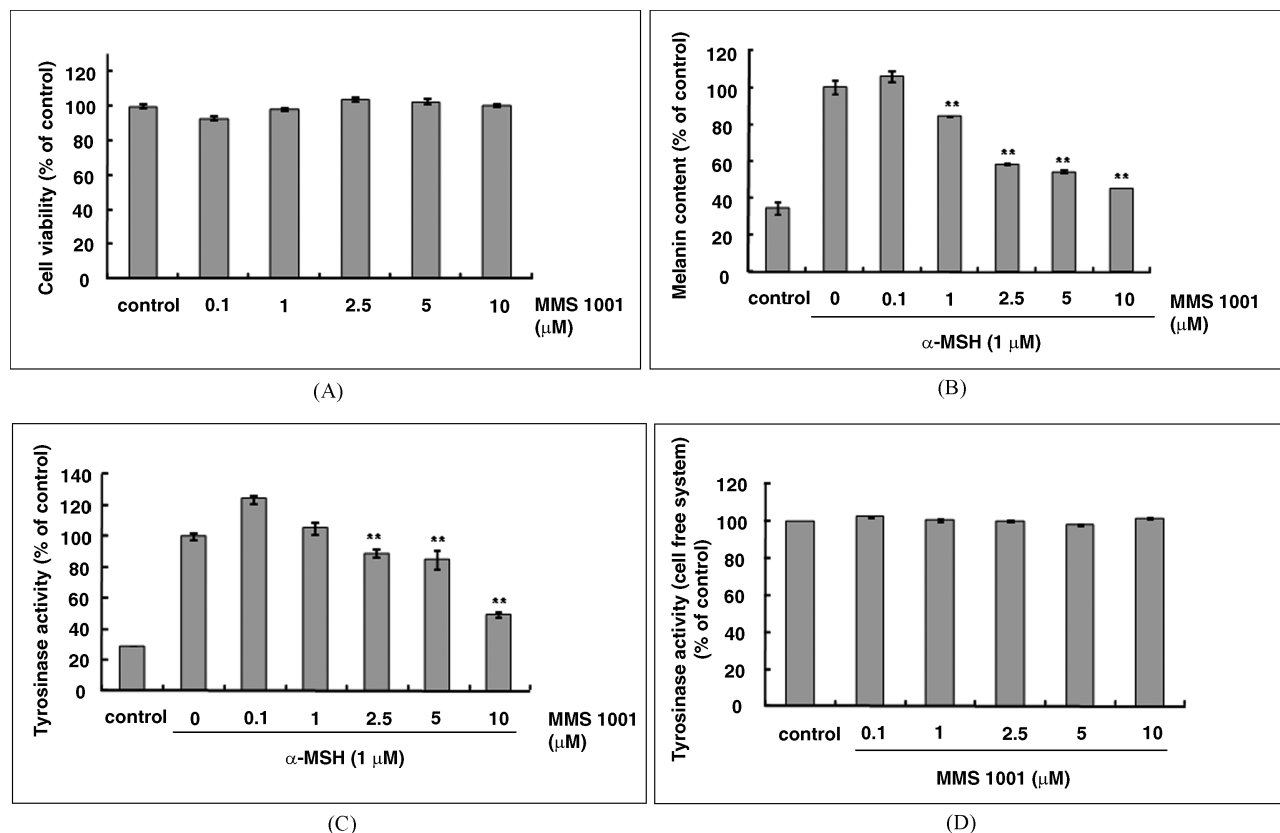 Cell viability (% of control)
120
100
80
60
40
20
0
control 0.1 1 2.5 5 10 MMS 1001
(μM)
(A)
Melanin content (% of control)
120
100
80
60
40
20
0
** ** ** **
control 0 0.1 1 2.5 5 10 MMS 1001
(μM)
α-MSH (1 μM)
(B)
Tyrosinase activity (% of control)
140
120
100
80
60
40
20
0
** ** **
control 0 0.1 1 2.5 5 10 MMS 1001
(μM)
α-MSH (1 μM)
(C)
Tyrosinase activity (cell free system)
(% of control)
120
100
80
60
40
20
0
control 0.1 1 2.5 5 10
MMS 1001 (μM)
(D)